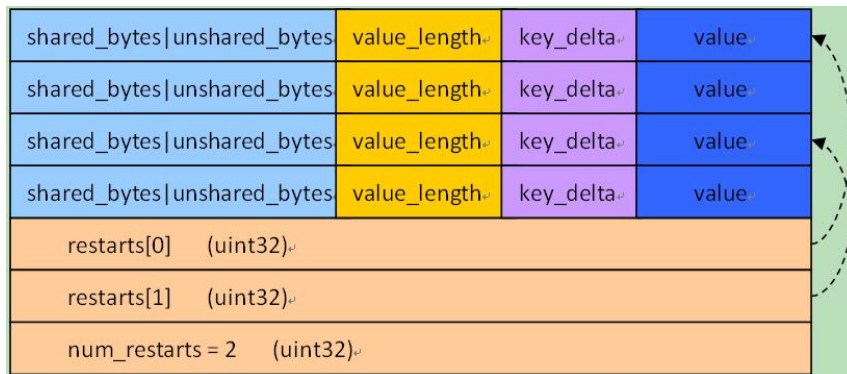 shared_bytes|unshared_bytes value_length key_delta value
shared_bytes|unshared_bytes value_length key_delta value
shared_bytes|unshared_bytes value_length key_delta value
shared_bytes|unshared_bytes value_length key_delta value
restarts[0] (uint32)
restarts[1] (uint32)
num_restarts = 2 (uint32)